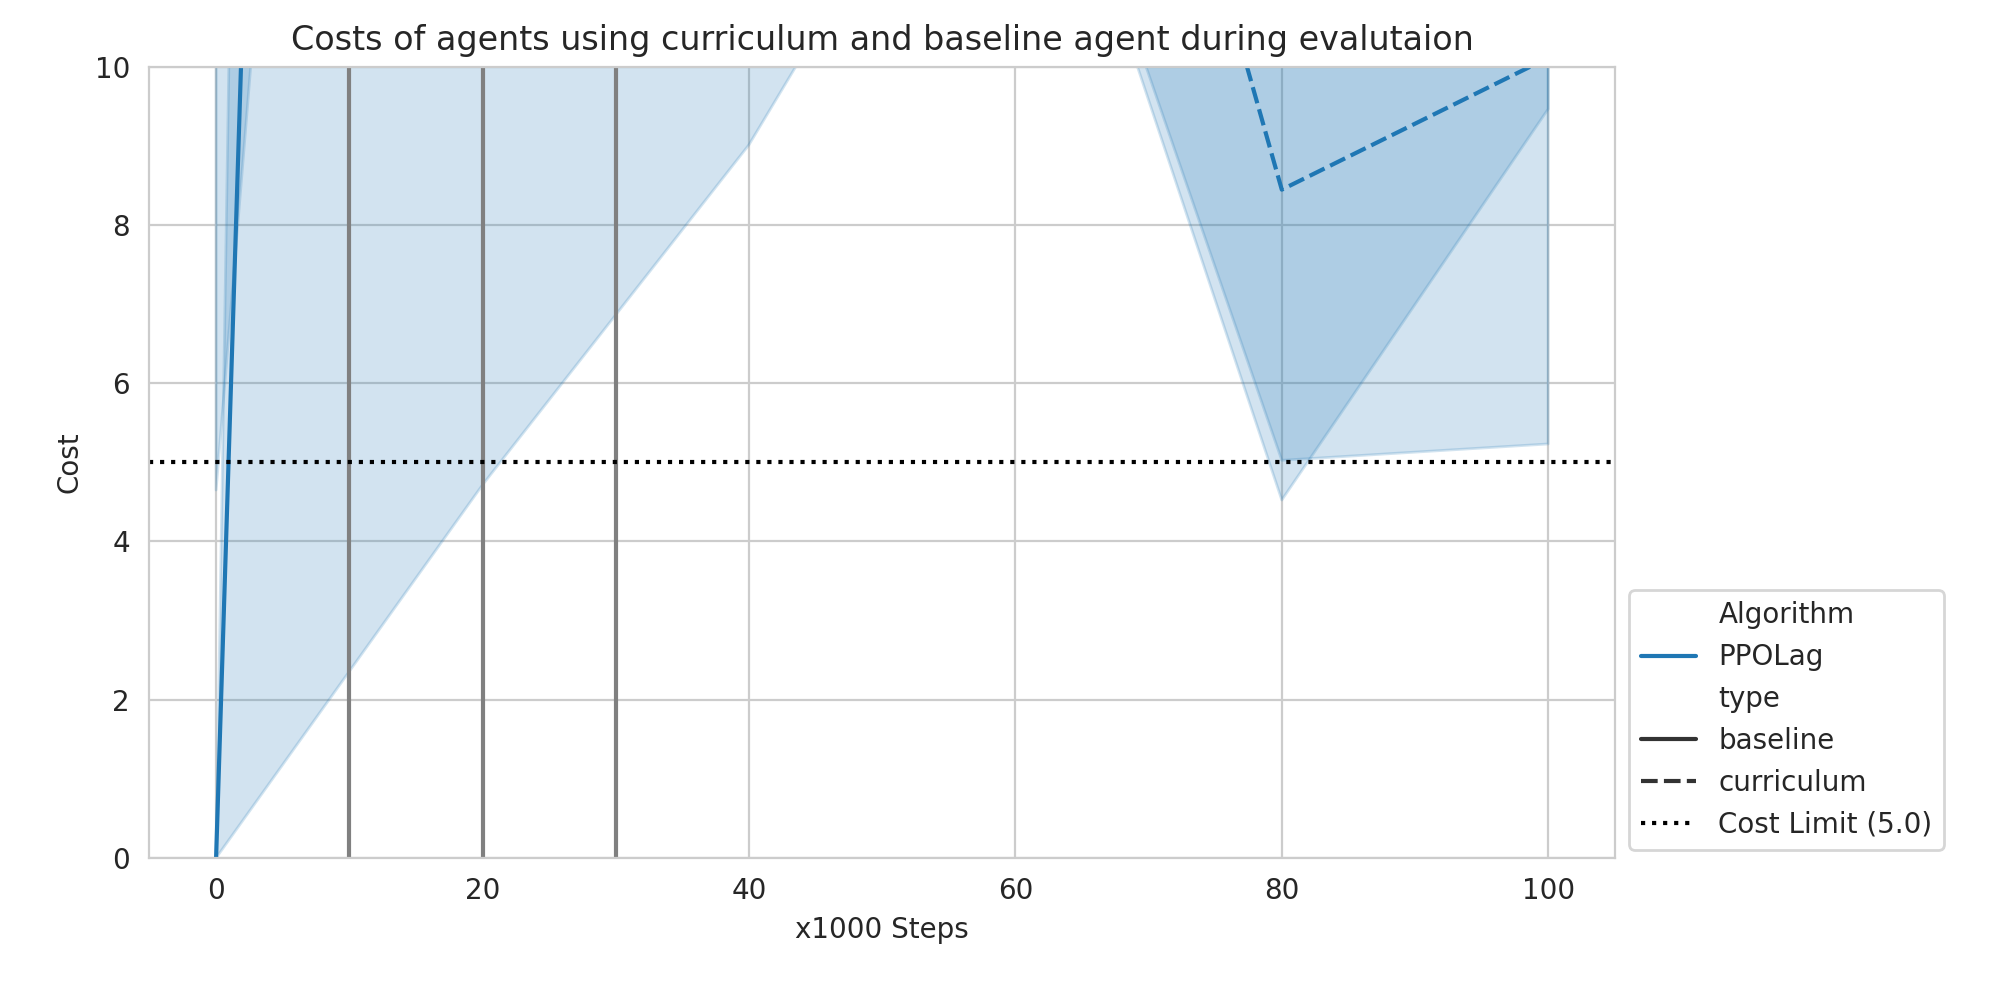 Costs of agents using curriculum and baseline agent during evalutaion
10
8
6
4
2
0
Cost
0 20 40 60 80 100
x1000 Steps
Algorithm
PPOLag
type
baseline
curriculum
Cost Limit (5.0)